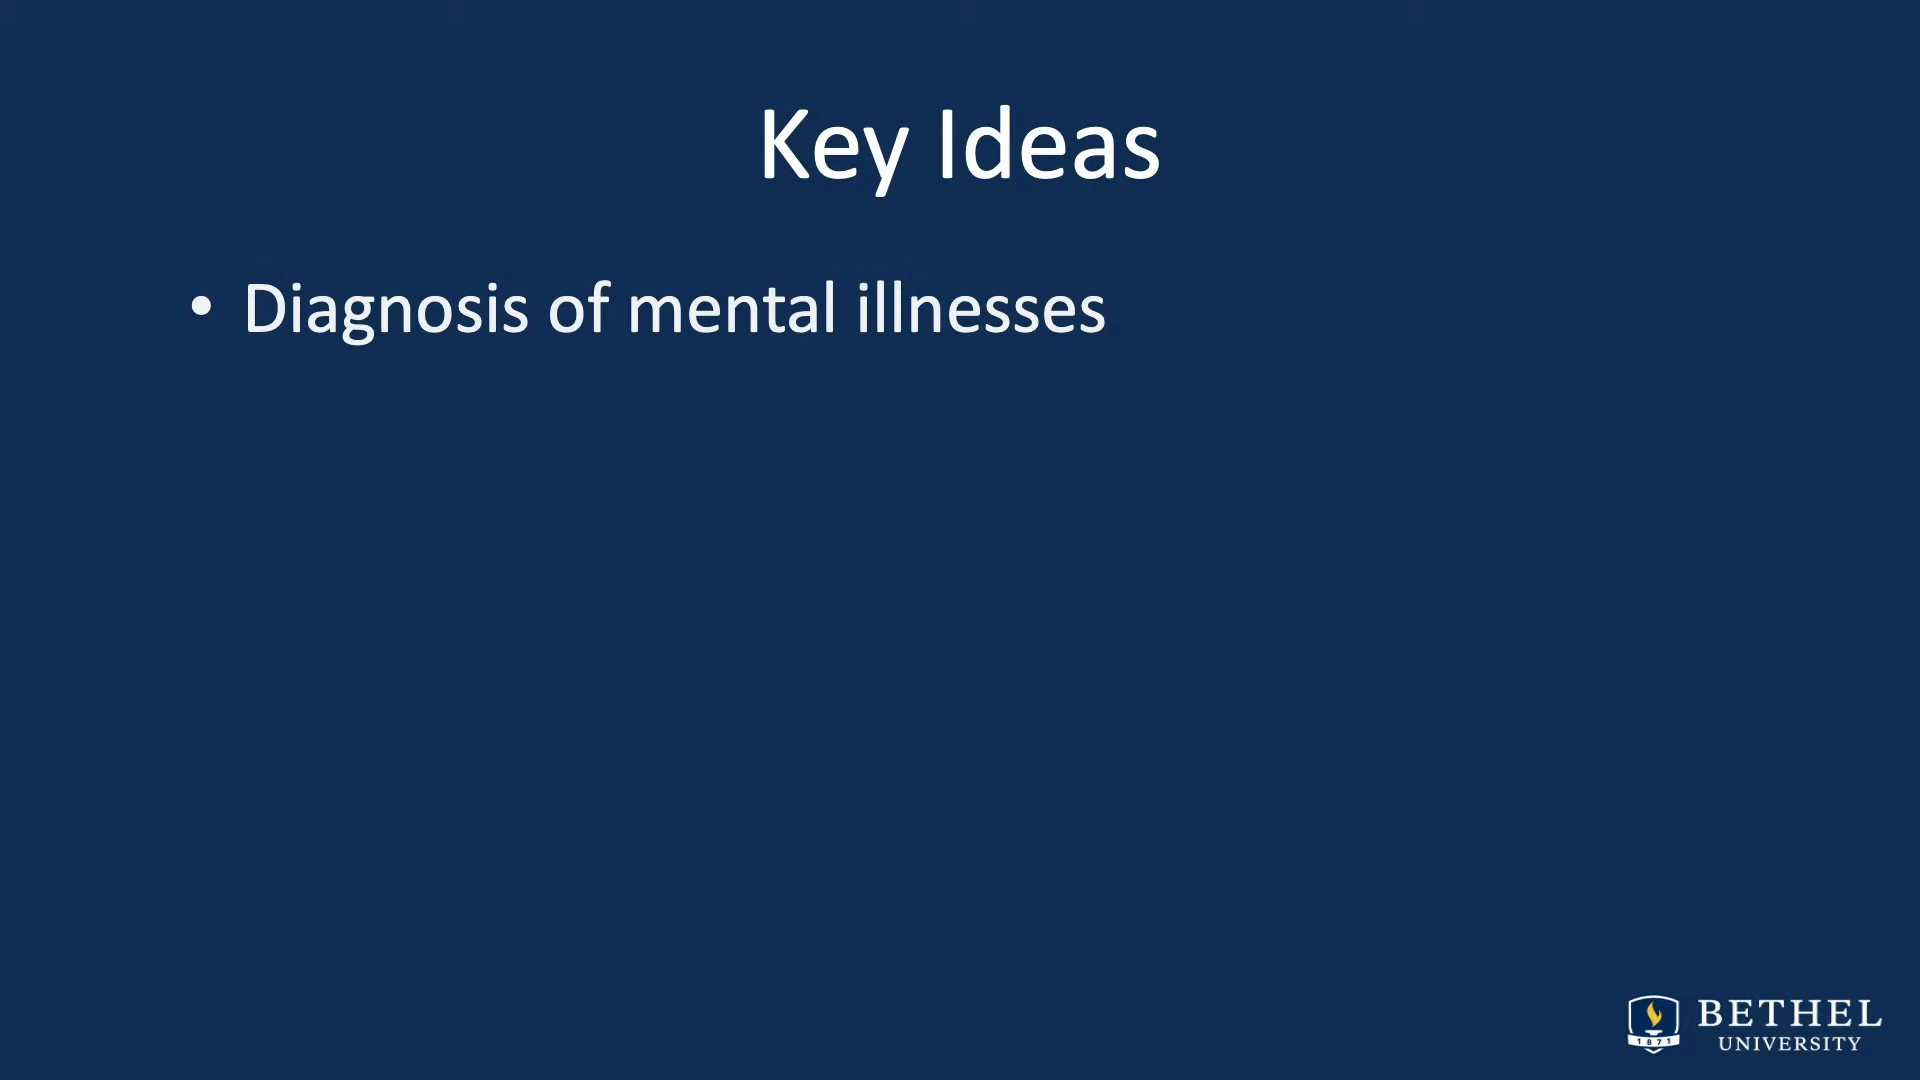 Key Ideas
• Diagnosis of mental illnesses
1871
BETHEL
UNIVERSITY